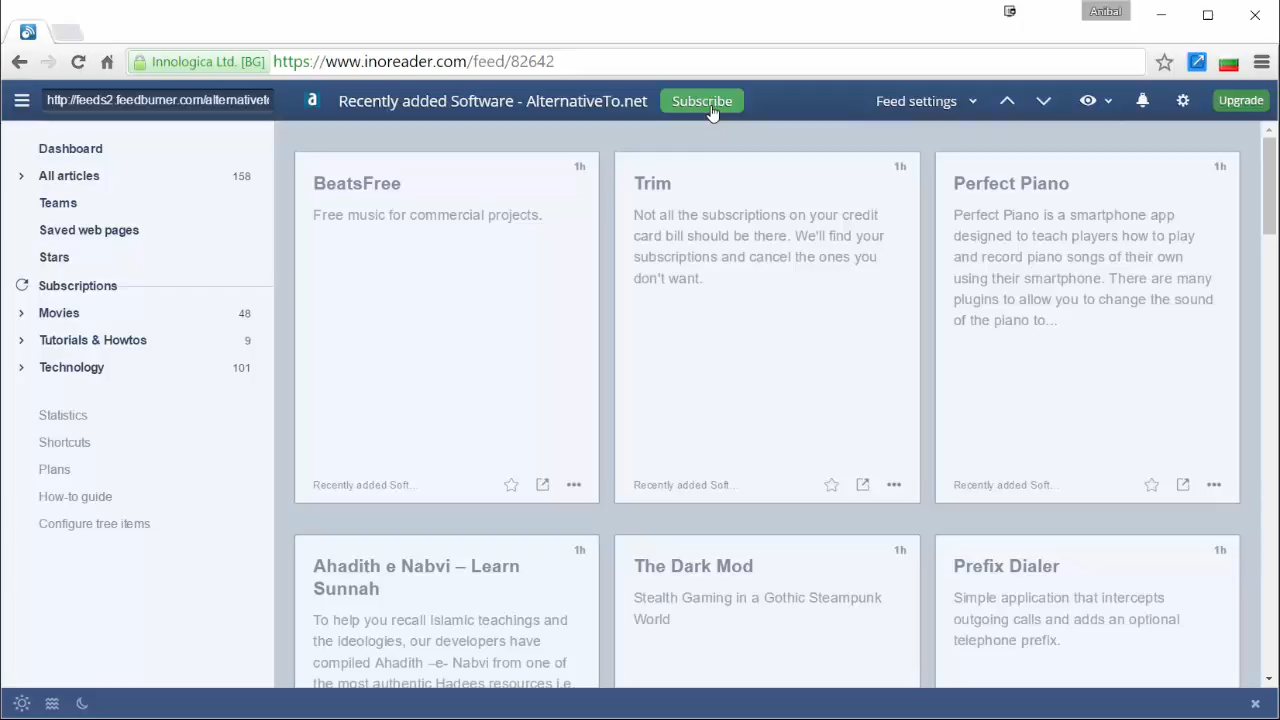 Anibal
Innologica Ltd. [BG] https://www.inoreader.com/feed/82642
http://feeds2.feedburner.com/alternativeto
a Recently added Software - AlternativeTo.net Subscribe Feed settings Upgrade
Dashboard
All articles 158
Teams
Saved web pages
Stars
Subscriptions
Movies 48
Tutorials & Howtos 9
Technology 101
Statistics
Shortcuts
Plans
How-to guide
Configure tree items
1h
BeatsFree
Free music for commercial projects.
Recently added Soft...
1h
Trim
Not all the subscriptions on your credit
card bill should be there. We'll find your
subscriptions and cancel the ones you
don't want.
Recently added Soft...
1h
Perfect Piano
Perfect Piano is a smartphone app
designed to teach players how to play
and record piano songs of their own
using their smartphone. There are many
plugins to allow you to change the sound
of the piano to...
Recently added Soft...
1h
Ahadith e Nabvi – Learn
Sunnah
To help you recall Islamic teachings and
the ideologies, our developers have
compiled Ahadith –e- Nabvi from one of
the most authentic Hadees resources i.e.
1h
The Dark Mod
Stealth Gaming in a Gothic Steampunk
World
1h
Prefix Dialer
Simple application that intercepts
outgoing calls and adds an optional
telephone prefix.